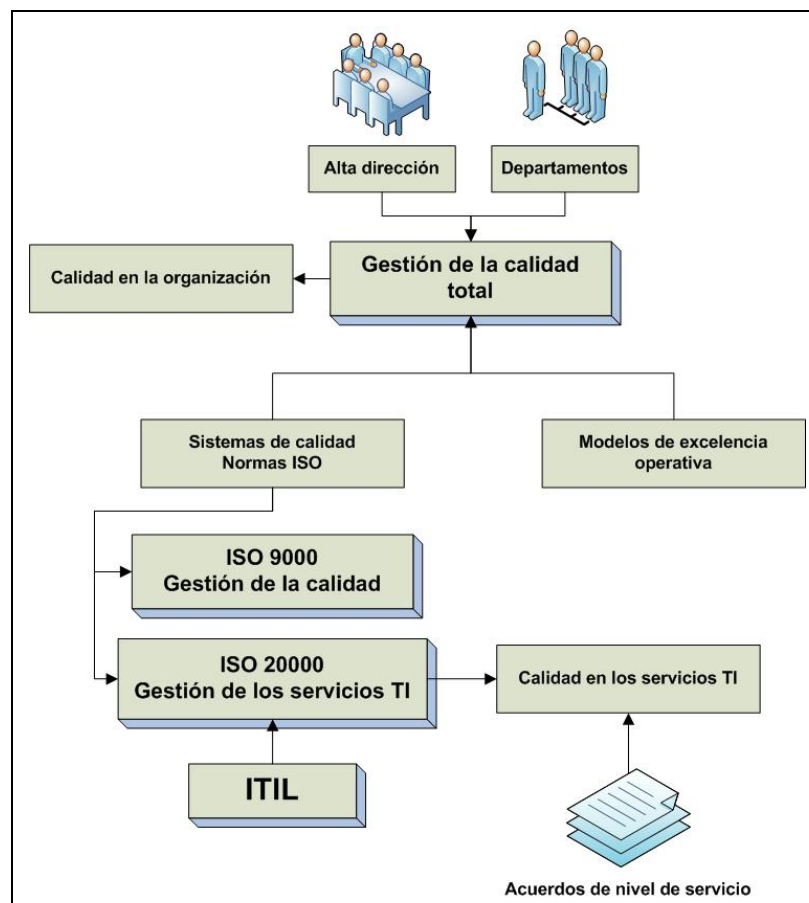 Alta dirección
Departamentos
Gestión de la calidad
total
Calidad en la organización
Sistemas de calidad
Normas ISO
Modelos de excelencia
operativa
ISO 9000
Gestión de la calidad
ISO 20000
Gestión de los servicios TI
Calidad en los servicios TI
ITIL
Acuerdos de nivel de servicio